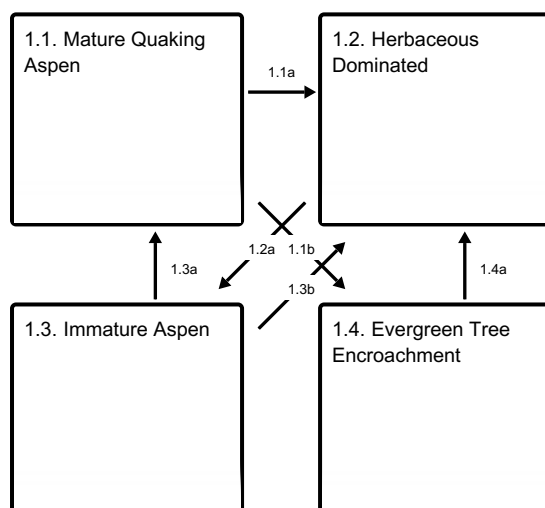 1.1. Mature Quaking
Aspen
1.2. Herbaceous
Dominated
1.1a
1.2a
1.1b
1.3a
1.3b
1.4a
1.3. Immature Aspen
1.4. Evergreen Tree
Encroachment